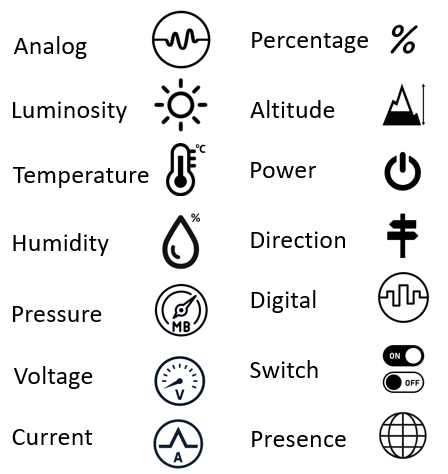 Analog
Percentage %
Luminosity
Altitude
Temperature °C
Power
Humidity %
Direction
Pressure MB
Digital
Voltage V
Switch ON
OFF
Current A
Presence